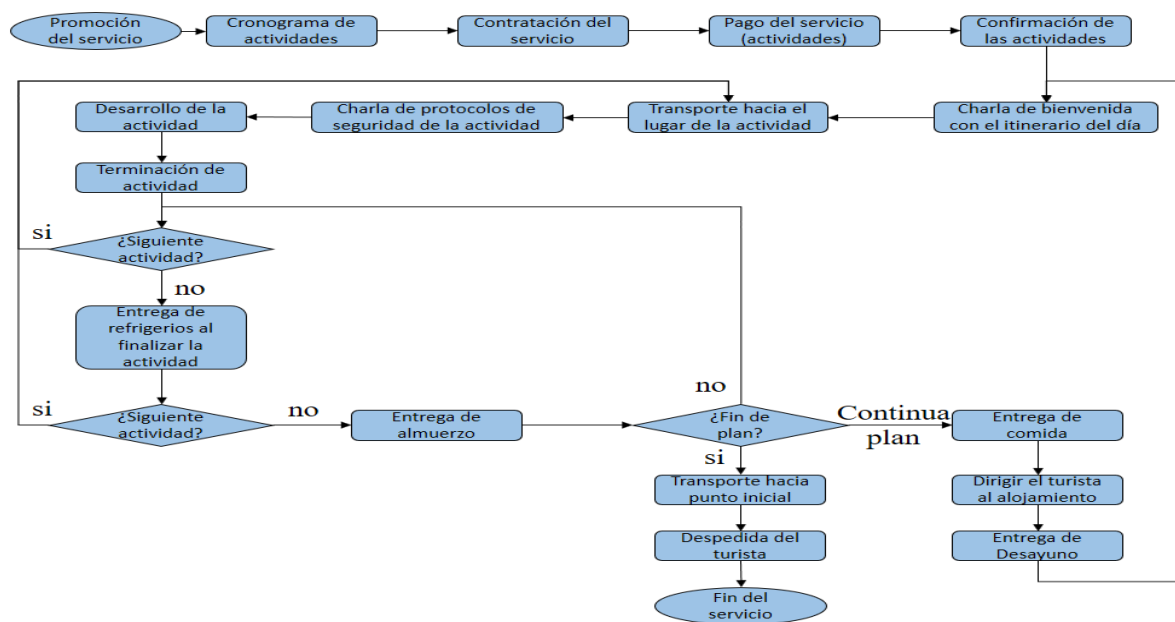 Promoción
del servicio
Cronograma de
actividades
Contratación del
servicio
Pago del servicio
(actividades)
Confirmación de
las actividades
Desarrollo de la
actividad
Charla de protocolos de
seguridad de la actividad
Transporte hacia el
lugar de la actividad
Charla de bienvenida
con el itinerario del día
Terminación de
actividad
si
¿Siguiente
actividad?
no
Entrega de
refrigerios al
finalizar la
actividad
si
¿Siguiente
actividad?
no
Entrega de
almuerzo
no
¿Fin de
plan?
si
Continua
plan
Entrega de
comida
Transporte hacia
punto inicial
Dirigir el turista
al alojamiento
Despedida del
turista
Entrega de
Desayuno
Fin del
servicio